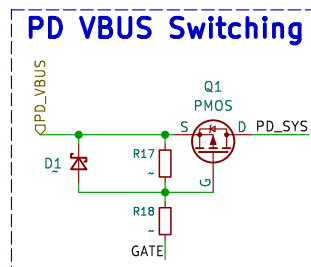 PD VBUS Switching
PD_VBUS
Q1
PMOS
S
D
PD_SYS
D1
~
R17
~
G
R18
~
GATE